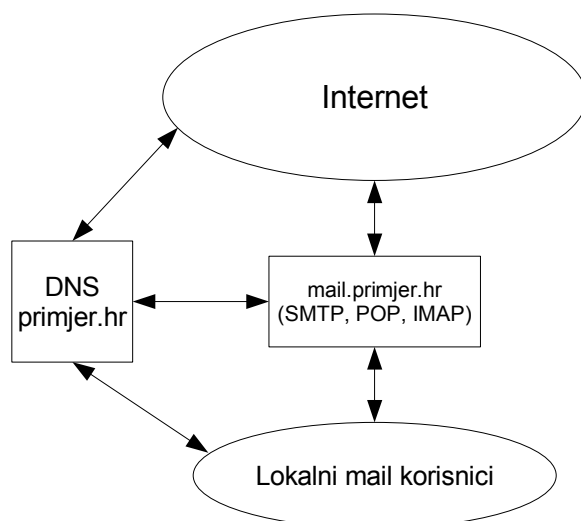 Internet
DNS
primjer.hr
mail.primjer.hr
(SMTP, POP, IMAP)
Lokalni mail korisnici